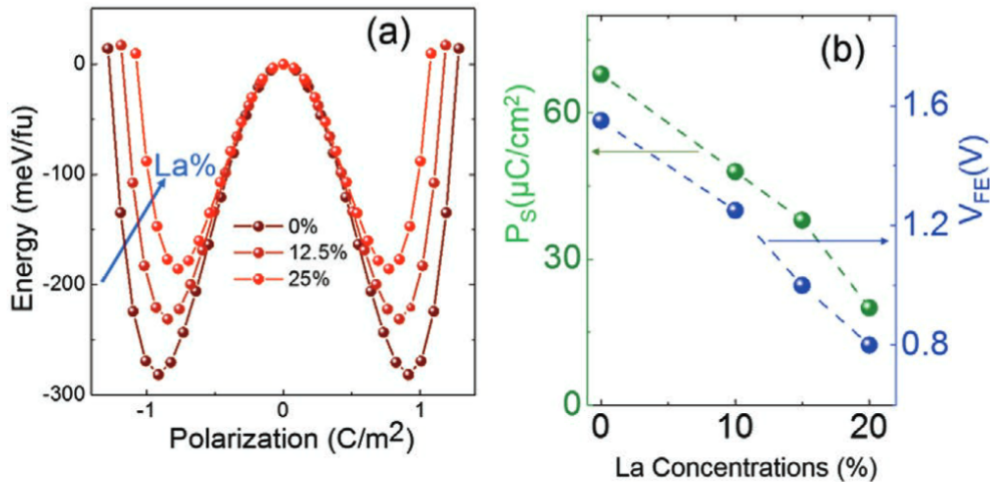 (a)
Energy (meV/fu)
0
-100
-200
-300
La%
0%
12.5%
25%
-1
0
1
Polarization (C/m²)
(b)
Pₛ(μC/cm²)
60
30
0
1.6
1.2
0.8
V_FE(V)
0
10
20
La Concentrations (%)